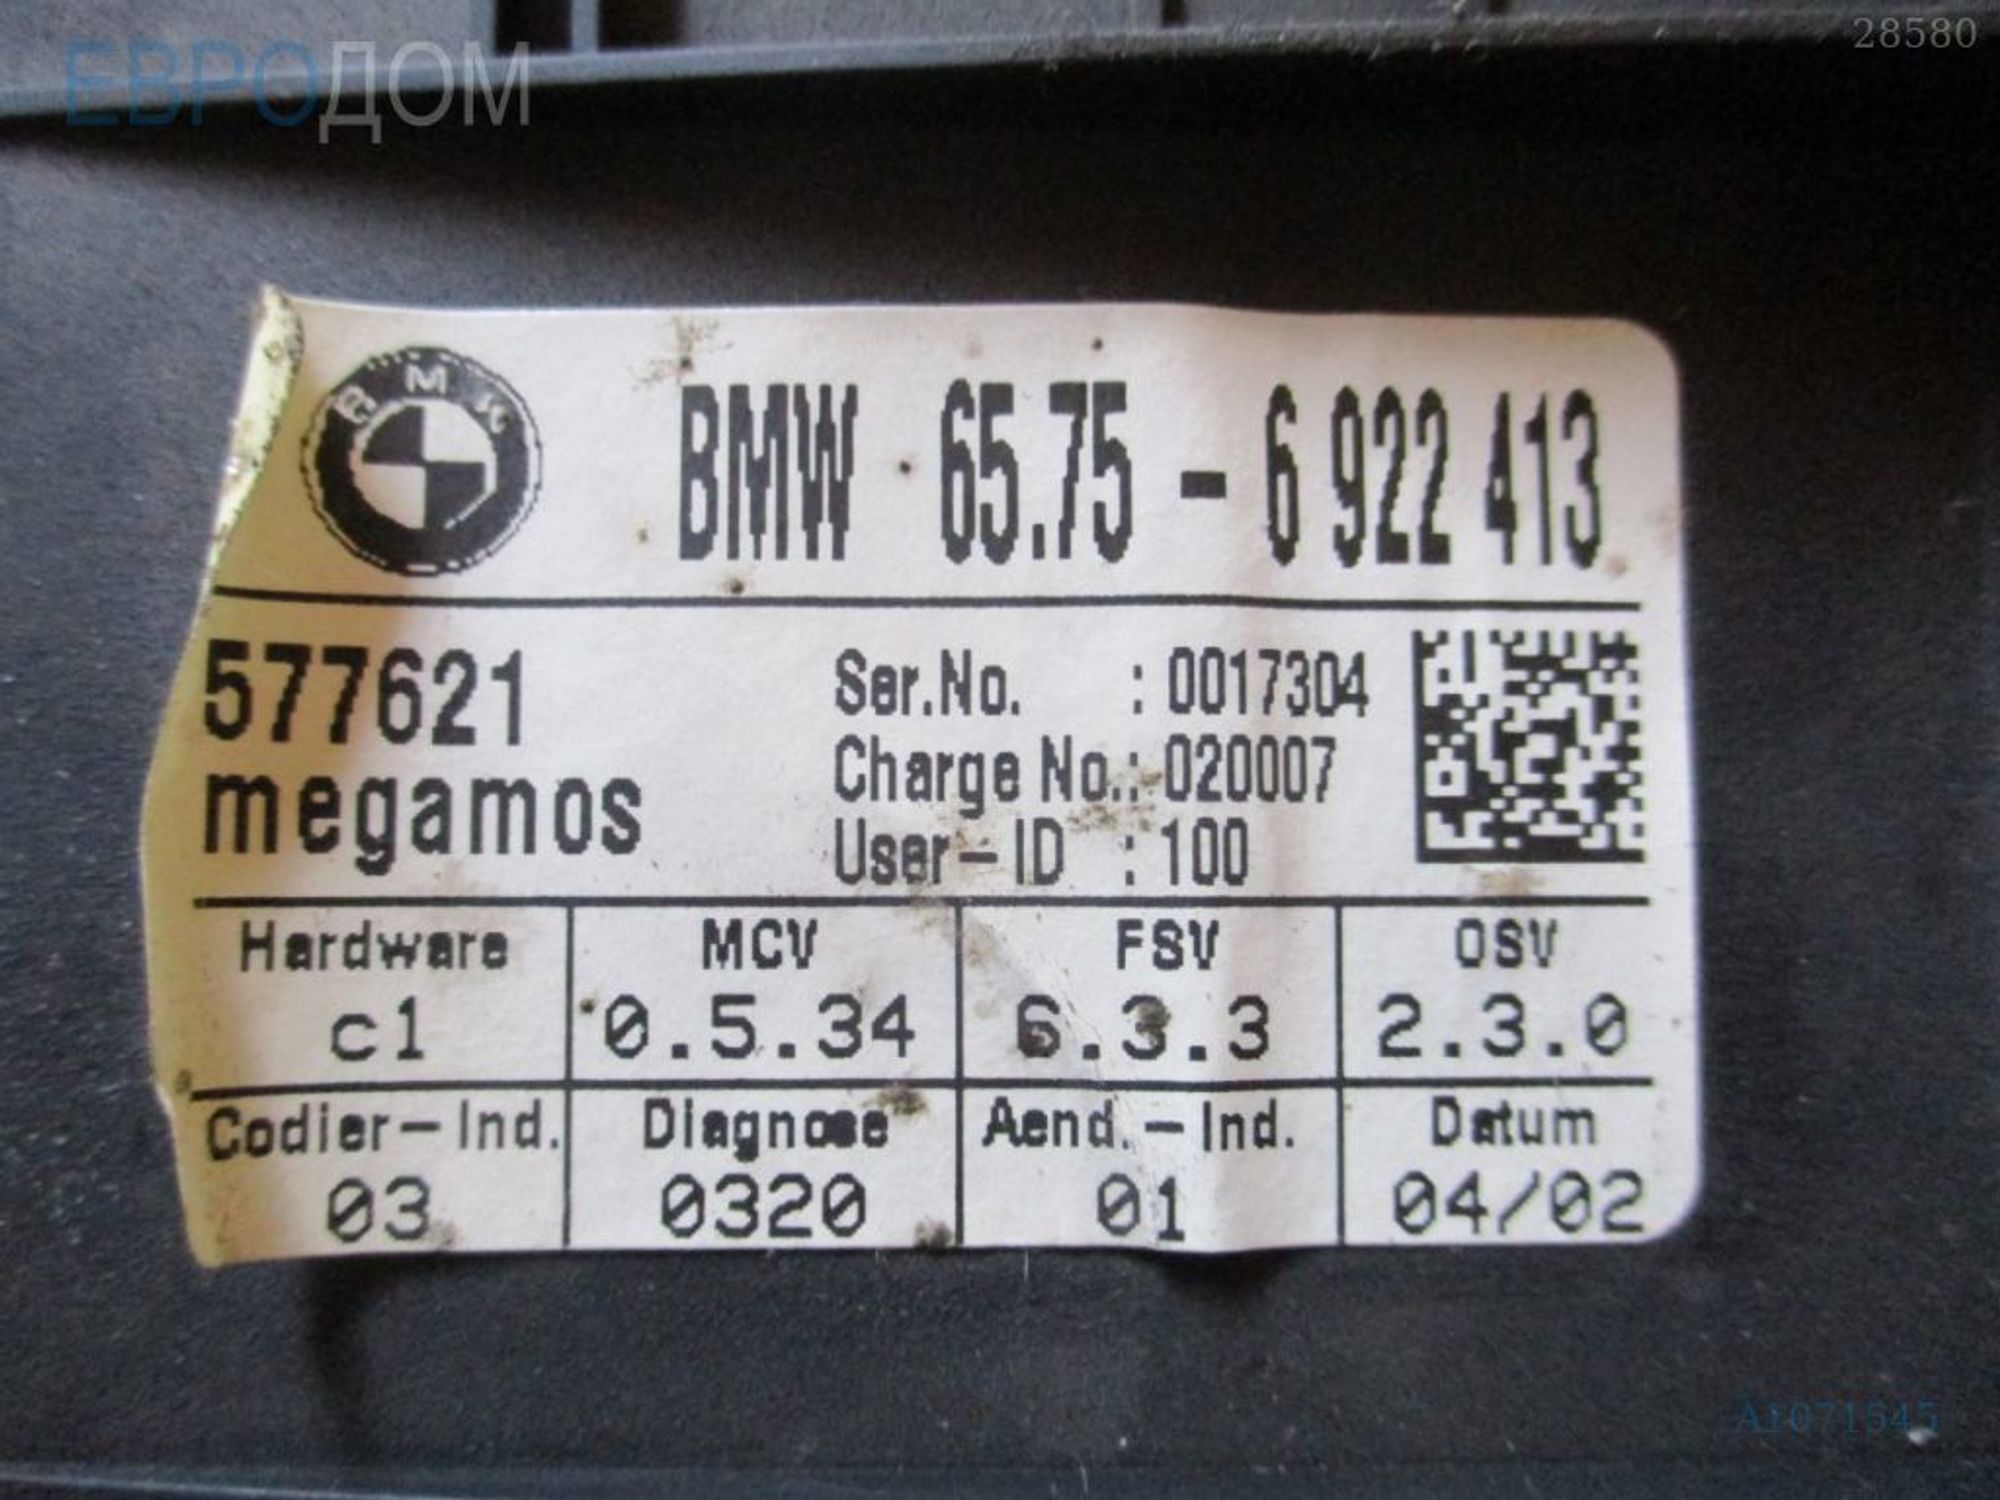 28580
ЕВРОДОМ
BMW
BMW 65.75 - 6 922 413
577621
megamos
Ser.No. : 0017304
Charge No.: 020007
User-ID : 100
Hardware MCV FSV OSV
c1 0.5.34 6.3.3 2.3.0
Codier-Ind. Diagnose Aend.-Ind. Datum
03 0320 01 04/02
A1071545